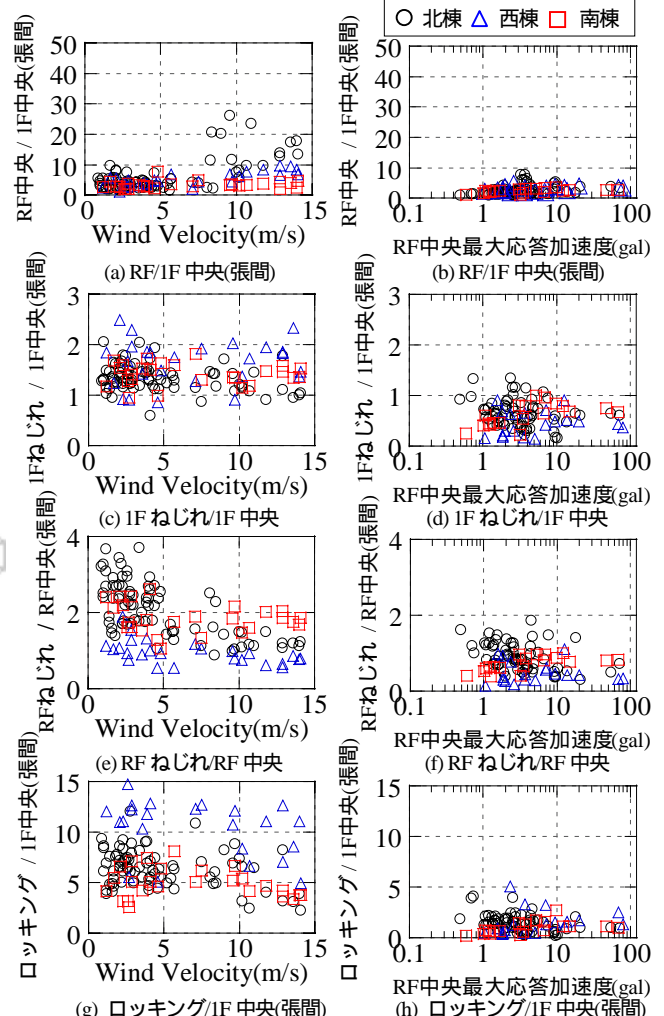 北棟 西棟 南棟
RF中央 / 1F中央(張間)
50
40
30
20
10
0
0 5 10 15
Wind Velocity(m/s)
(a) RF/1F 中央(張間)
RF中央 / 1F中央(張間)
50
40
30
20
10
0
0.1 1 10 100
RF中央最大応答加速度(gal)
(b) RF/1F 中央(張間)
1Fねじれ / 1F中央(張間)
3
2
1
0
0 5 10 15
Wind Velocity(m/s)
(c) 1F ねじれ/1F 中央
1Fねじれ / 1F中央(張間)
3
2
1
0
0.1 1 10 100
RF中央最大応答加速度(gal)
(d) 1F ねじれ/1F 中央
RFねじれ / RF中央(張間)
4
2
0
0 5 10 15
Wind Velocity(m/s)
(e) RF ねじれ/RF 中央
RFねじれ / RF中央(張間)
4
2
0
0.1 1 10 100
RF中央最大応答加速度(gal)
(f) RF ねじれ/RF 中央
ロッキング / 1F中央(張間)
15
10
5
0
0 5 10 15
Wind Velocity(m/s)
(g) ロッキング/1F 中央(張間)
ロッキング / 1F中央(張間)
15
10
5
0
0.1 1 10 100
RF中央最大応答加速度(gal)
(h) ロッキング/1F 中央(張間)